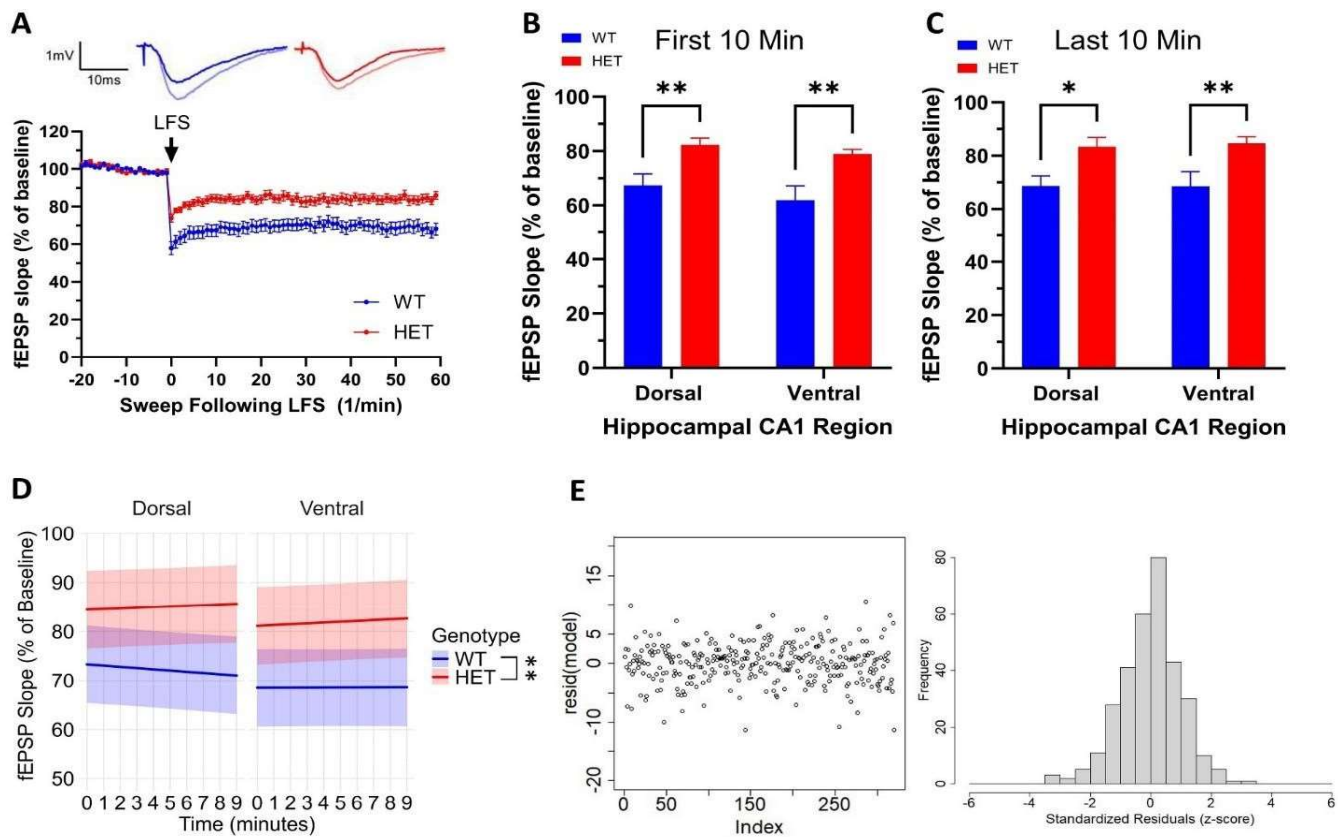 A
1mV
10ms
LFS
fEPSP slope (% of baseline)
120
100
80
60
40
20
0
-20 -10 0 10 20 30 40 50 60
Sweep Following LFS (1/min)
WT
HET
B
WT
HET
First 10 Min
** **
fEPSP Slope (% of baseline)
100
80
60
40
20
0
Dorsal Ventral
Hippocampal CA1 Region
C
WT
HET
Last 10 Min
* **
fEPSP Slope (% of baseline)
100
80
60
40
20
0
Dorsal Ventral
Hippocampal CA1 Region
D
Dorsal Ventral
fEPSP Slope (% of Baseline)
100
90
80
70
60
50
0 1 2 3 4 5 6 7 8 9 0 1 2 3 4 5 6 7 8 9
Time (minutes)
Genotype
WT
HET
**
E
resid(model)
15
5
0
-10
-20
0 50 150 250
Index
Frequency
80
60
40
20
0
-6 -4 -2 0 2 4 6
Standardized Residuals (z-score)